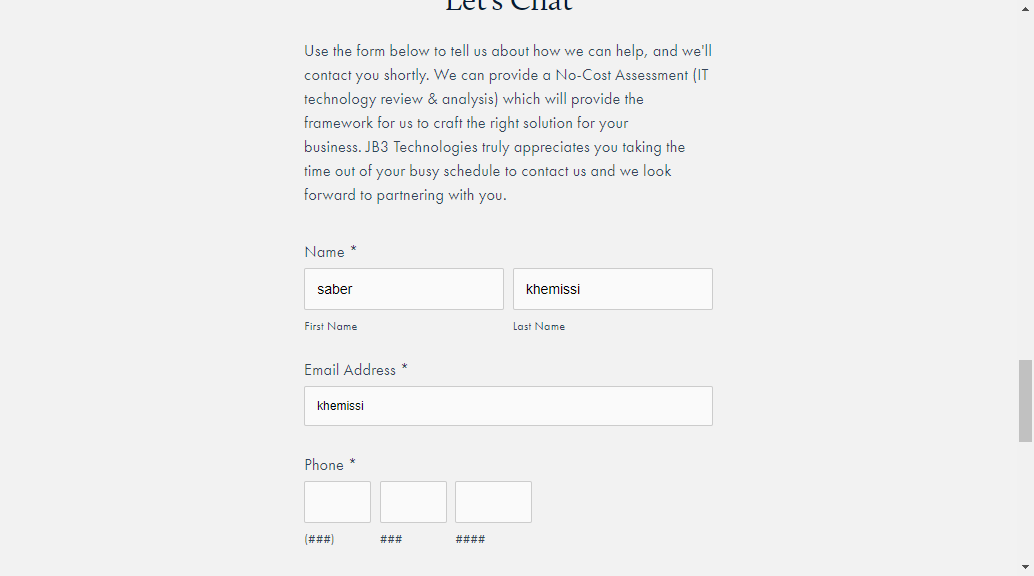 Let's Chat
Use the form below to tell us about how we can help, and we'll
contact you shortly. We can provide a No-Cost Assessment (IT
technology review & analysis) which will provide the
framework for us to craft the right solution for your
business. JB3 Technologies truly appreciates you taking the
time out of your busy schedule to contact us and we look
forward to partnering with you.
Name *
saber khemissi
First Name Last Name
Email Address *
khemissi
Phone *
(###) ### ####